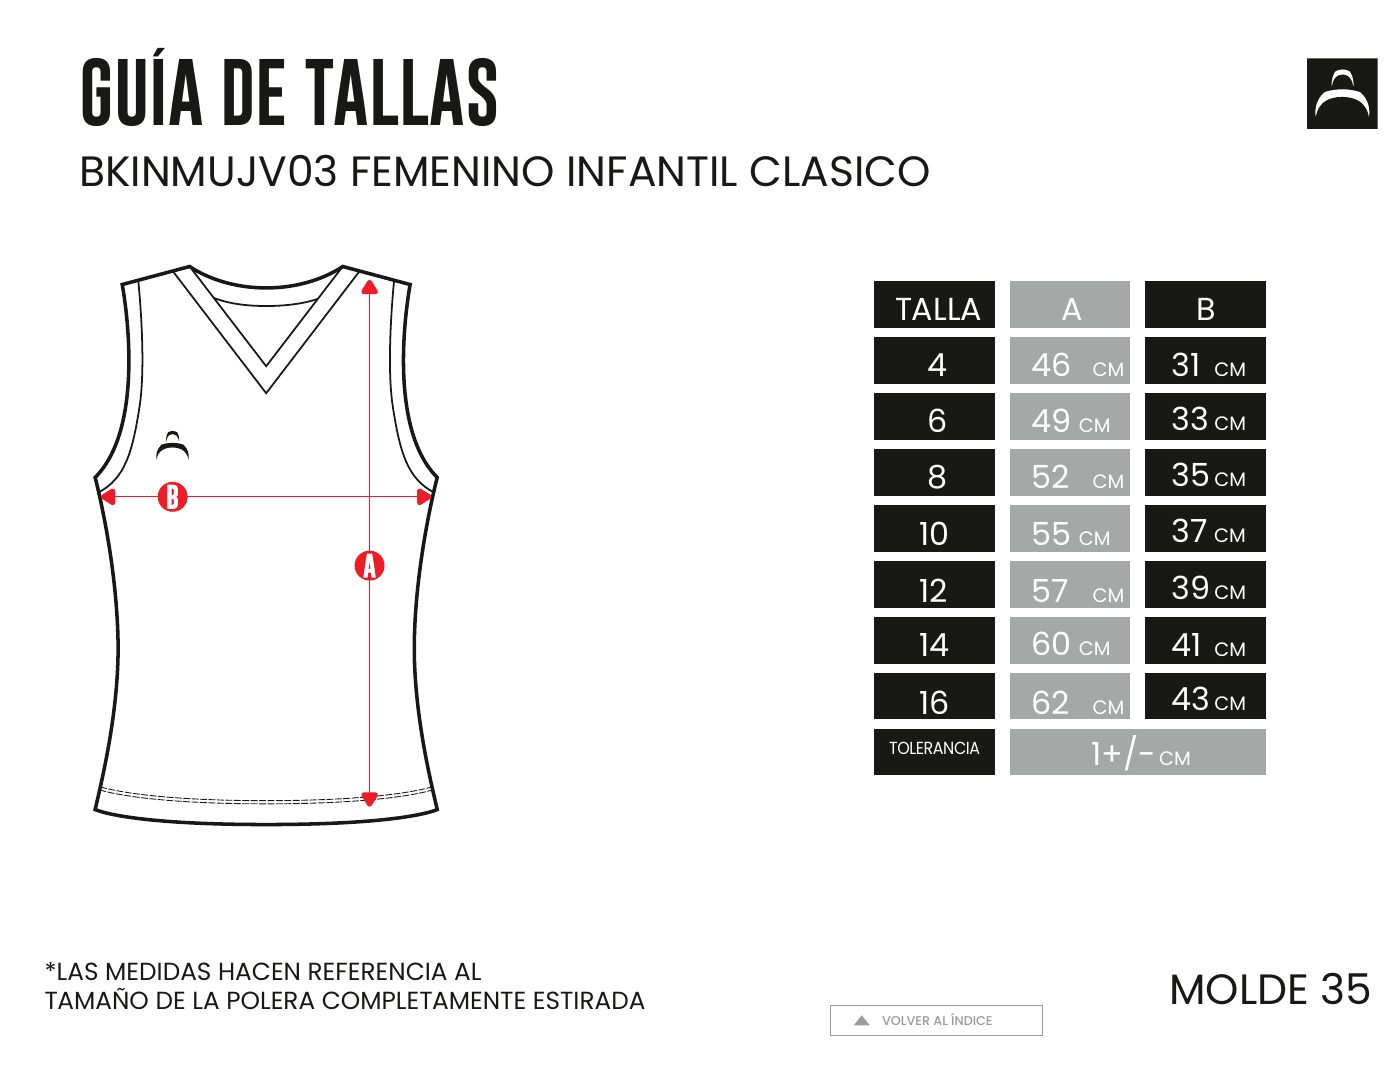 GUÍA DE TALLAS
BKINMUJV03 FEMENINO INFANTIL CLASICO
TALLA A B
4 46 CM 31 CM
6 49 CM 33 CM
8 52 CM 35 CM
10 55 CM 37 CM
12 57 CM 39 CM
14 60 CM 41 CM
16 62 CM 43 CM
TOLERANCIA 1+/- CM
B
A
*LAS MEDIDAS HACEN REFERENCIA AL
TAMAÑO DE LA POLERA COMPLETAMENTE ESTIRADA
VOLVER AL ÍNDICE
MOLDE 35